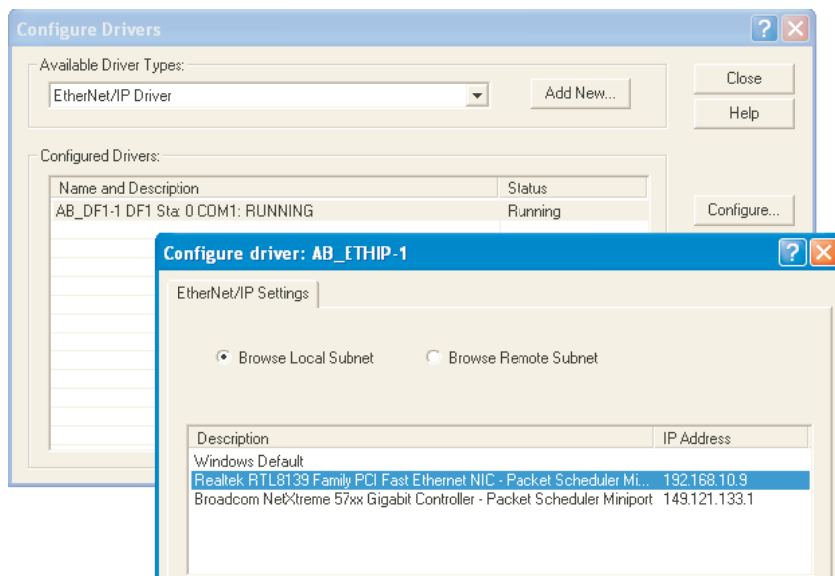 Configure Drivers
Available Driver Types:
EtherNet/IP Driver
Add New...
Close
Help
Configured Drivers:
Name and Description Status
AB_DF1-1 DF1 Sta: 0 COM1: RUNNING Running
Configure...
Configure driver: AB_ETHIP-1
EtherNet/IP Settings
Browse Local Subnet Browse Remote Subnet
Description IP Address
Windows Default
Realtek RTL8139 Family PCI Fast Ethernet NIC - Packet Scheduler Mi... 192.168.10.9
Broadcom NetXtreme 57xx Gigabit Controller - Packet Scheduler Miniport 149.121.133.1